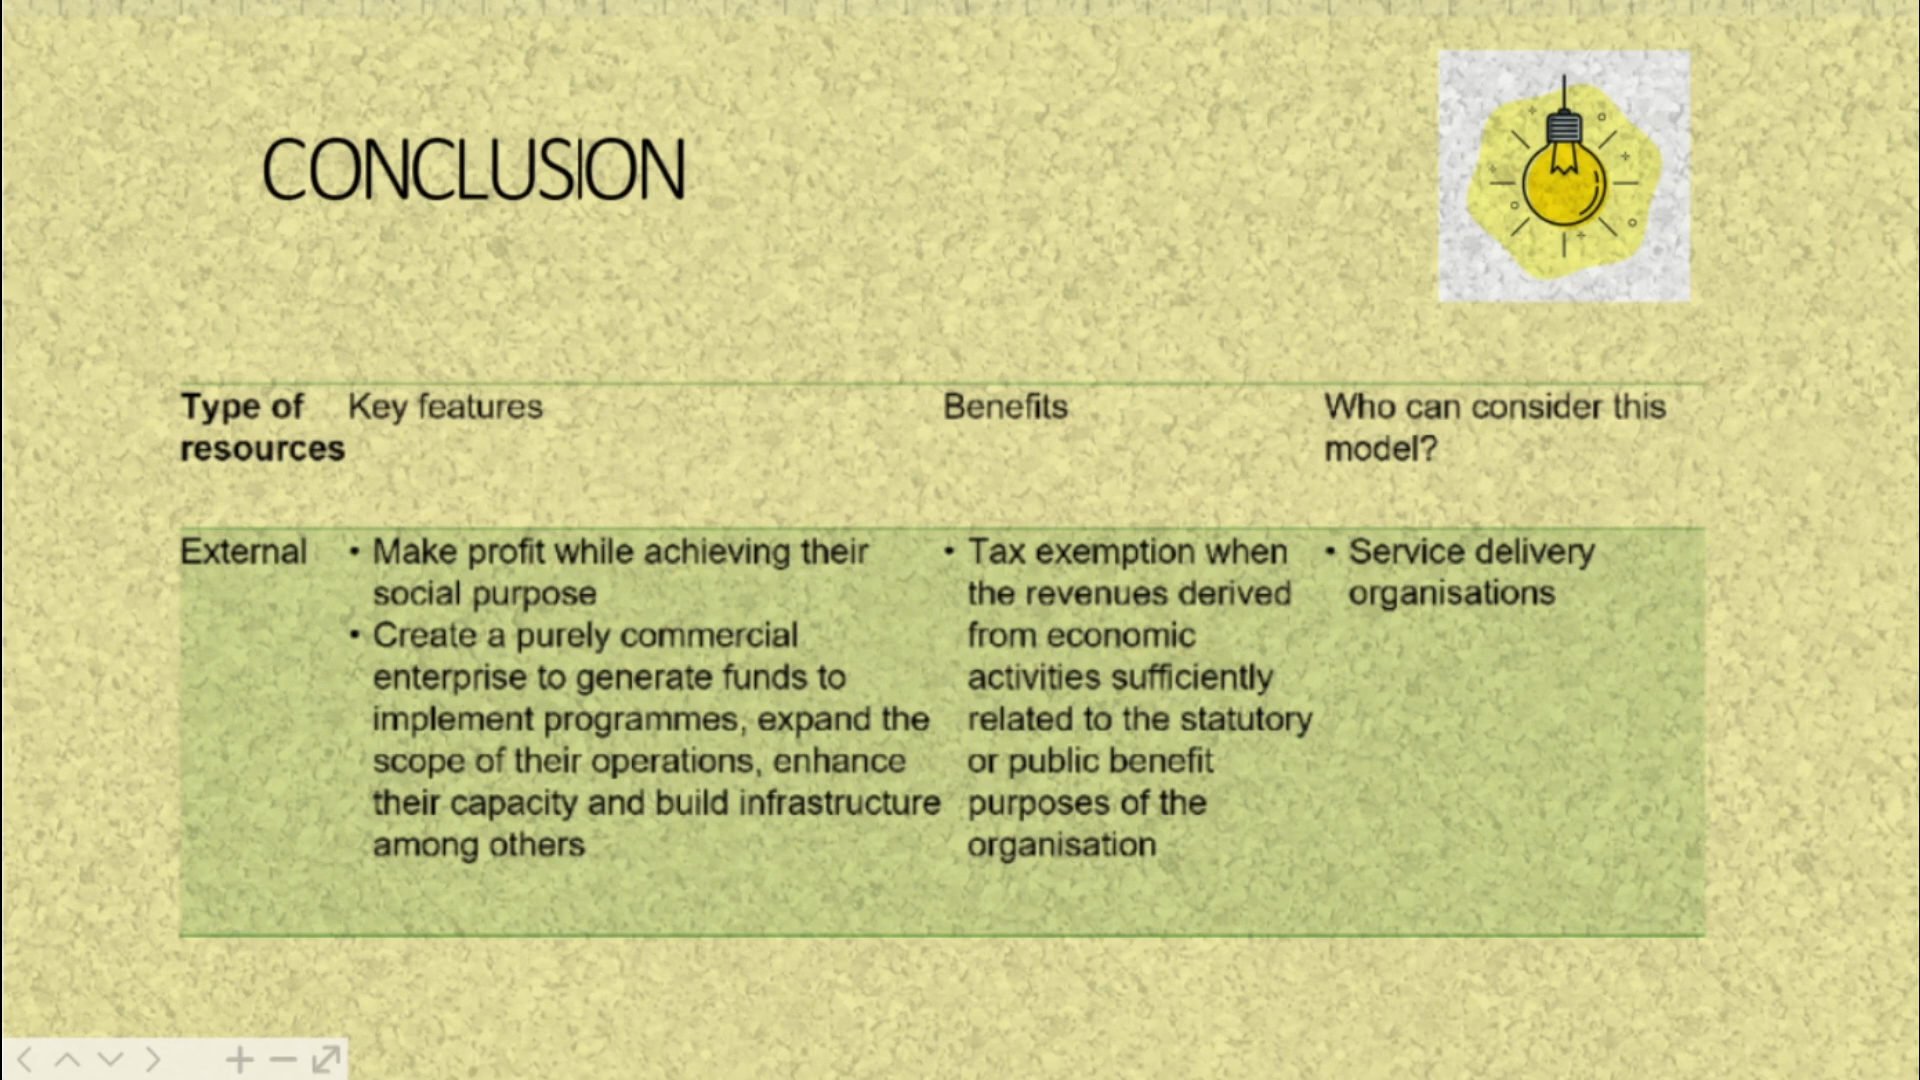 CONCLUSION
Type of
resources
Key features
Benefits
Who can consider this
model?
External
• Make profit while achieving their
social purpose
• Create a purely commercial
enterprise to generate funds to
implement programmes, expand the
scope of their operations, enhance
their capacity and build infrastructure
among others
• Tax exemption when
the revenues derived
from economic
activities sufficiently
related to the statutory
or public benefit
purposes of the
organisation
• Service delivery
organisations